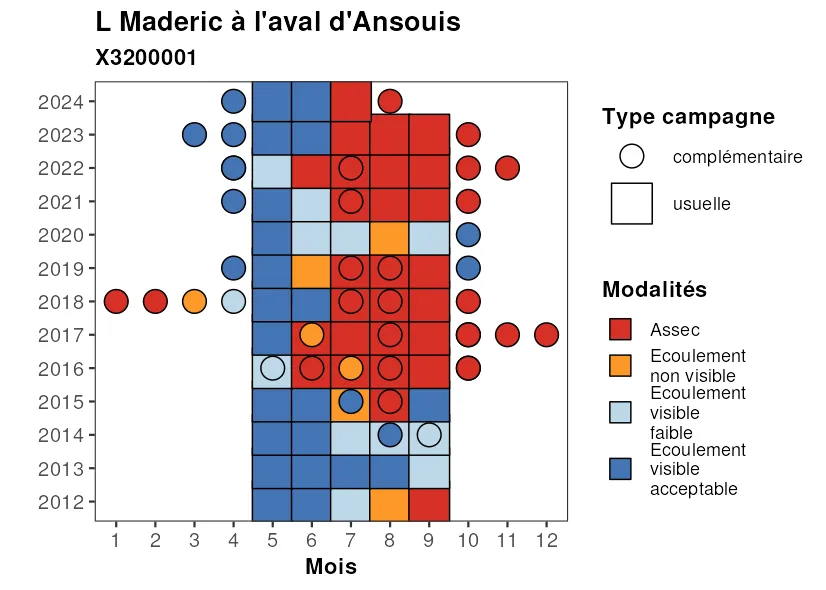 L Maderic à l'aval d'Ansouis
X3200001
2024
2023
2022
2021
2020
2019
2018
2017
2016
2015
2014
2013
2012
1 2 3 4 5 6 7 8 9 10 11 12
Mois
Type campagne
complémentaire
usuelle
Modalités
Assec
Ecoulement
non visible
Ecoulement
visible
faible
Ecoulement
visible
acceptable